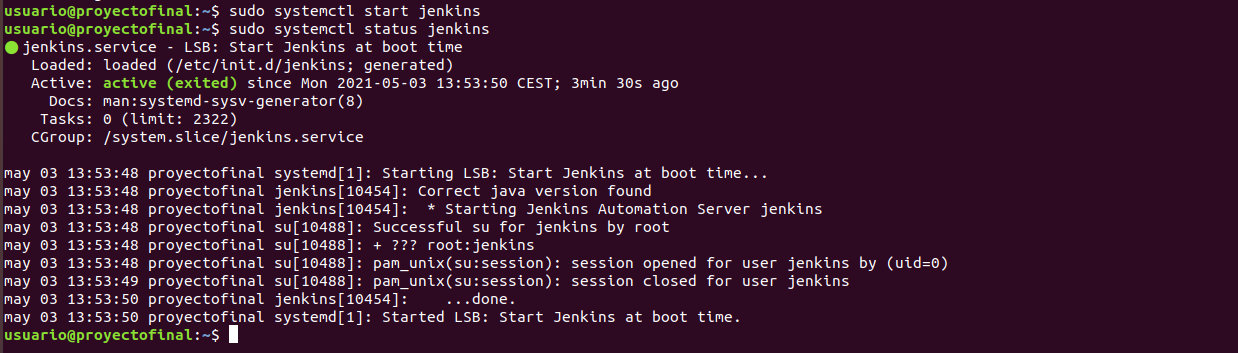 usuario@proyectofinal:~$ sudo systemctl start jenkins
usuario@proyectofinal:~$ sudo systemctl status jenkins
● jenkins.service - LSB: Start Jenkins at boot time
   Loaded: loaded (/etc/init.d/jenkins; generated)
   Active: active (exited) since Mon 2021-05-03 13:53:50 CEST; 3min 30s ago
     Docs: man:systemd-sysv-generator(8)
    Tasks: 0 (limit: 2322)
   CGroup: /system.slice/jenkins.service

may 03 13:53:48 proyectofinal systemd[1]: Starting LSB: Start Jenkins at boot time...
may 03 13:53:48 proyectofinal jenkins[10454]: Correct java version found
may 03 13:53:48 proyectofinal jenkins[10454]:  * Starting Jenkins Automation Server jenkins
may 03 13:53:48 proyectofinal su[10488]: Successful su for jenkins by root
may 03 13:53:48 proyectofinal su[10488]: + ??? root:jenkins
may 03 13:53:48 proyectofinal su[10488]: pam_unix(su:session): session opened for user jenkins by (uid=0)
may 03 13:53:49 proyectofinal su[10488]: pam_unix(su:session): session closed for user jenkins
may 03 13:53:50 proyectofinal jenkins[10454]:    ...done.
may 03 13:53:50 proyectofinal systemd[1]: Started LSB: Start Jenkins at boot time.
usuario@proyectofinal:~$